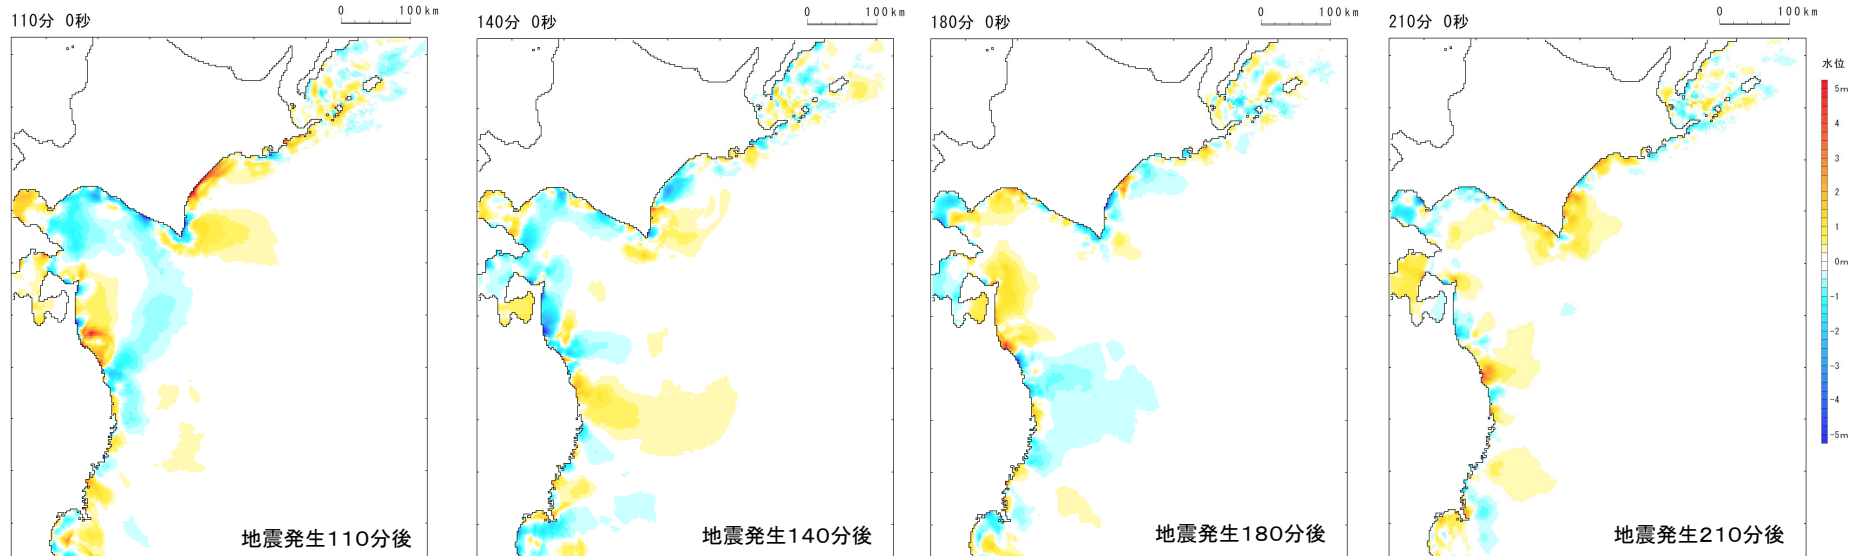 110分 0秒
0 100km
地震発生110分後
140分 0秒
0 100km
地震発生140分後
180分 0秒
0 100km
地震発生180分後
210分 0秒
0 100km
地震発生210分後
水位
5m
4
3
2
1
0m
-1
-2
-3
-4
-5m